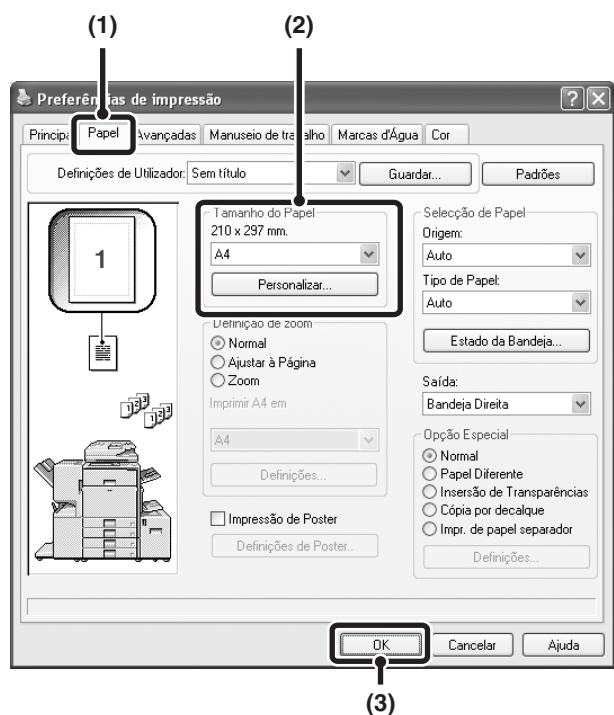 (1)
(2)
Preferências de impressão
Principal Papel Avançadas Manuseio de trabalho Marcas d'Água Cor
Definições de Utilizador: Sem título Guardar... Padrões
1
123
123
Tamanho do Papel
210 x 297 mm.
A4
Personalizar...
Definição de zoom
Normal
Ajustar à Página
Zoom
Imprimir A4 em
A4
Definições...
Impressão de Poster
Definições de Poster..
Selecção de Papel
Origem:
Auto
Tipo de Papel:
Auto
Estado da Bandeja...
Saída:
Bandeja Direita
Opção Especial
Normal
Papel Diferente
Insersão de Transparências
Cópia por decalque
Impr. de papel separador
Definições...
OK Cancelar Ajuda
(3)